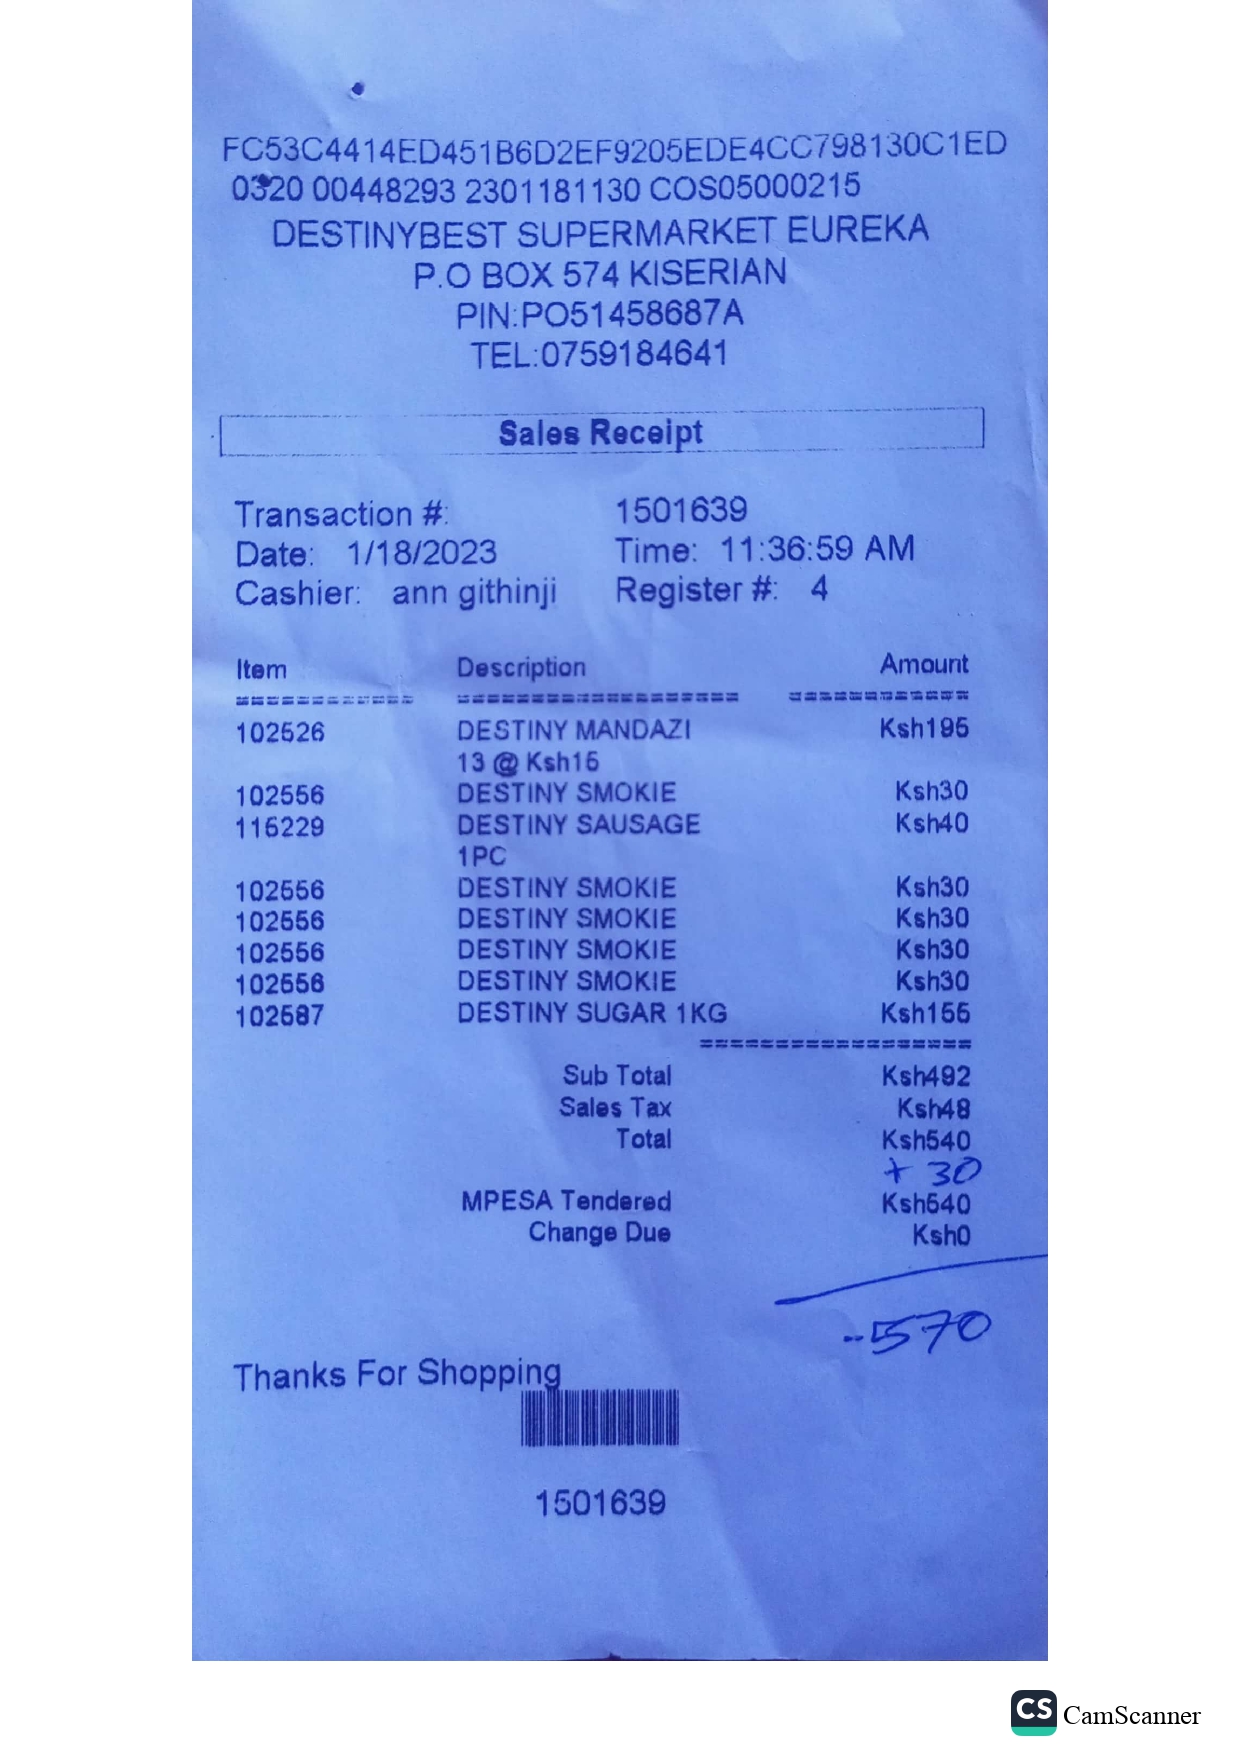 FC53C4414ED451B6D2EF9205EDE4CC798130C1ED
0320 00448293 2301181130 COS05000215
DESTINYBEST SUPERMARKET EUREKA
P.O BOX 574 KISERIAN
PIN:PO51458687A
TEL:0759184641
Sales Receipt
Transaction #: 1501639
Date: 1/18/2023 Time: 11:36:59 AM
Cashier: ann githinji Register #: 4
Item Description Amount
============ =================== ============
102526 DESTINY MANDAZI Ksh195
13 @ Ksh15
102556 DESTINY SMOKIE Ksh30
115229 DESTINY SAUSAGE Ksh40
1PC
102556 DESTINY SMOKIE Ksh30
102556 DESTINY SMOKIE Ksh30
102556 DESTINY SMOKIE Ksh30
102556 DESTINY SMOKIE Ksh30
102587 DESTINY SUGAR 1KG Ksh155
==================
Sub Total Ksh492
Sales Tax Ksh48
Total Ksh540
+ 30
MPESA Tendered Ksh540
Change Due Ksh0
-570
Thanks For Shopping
1501639
CS CamScanner